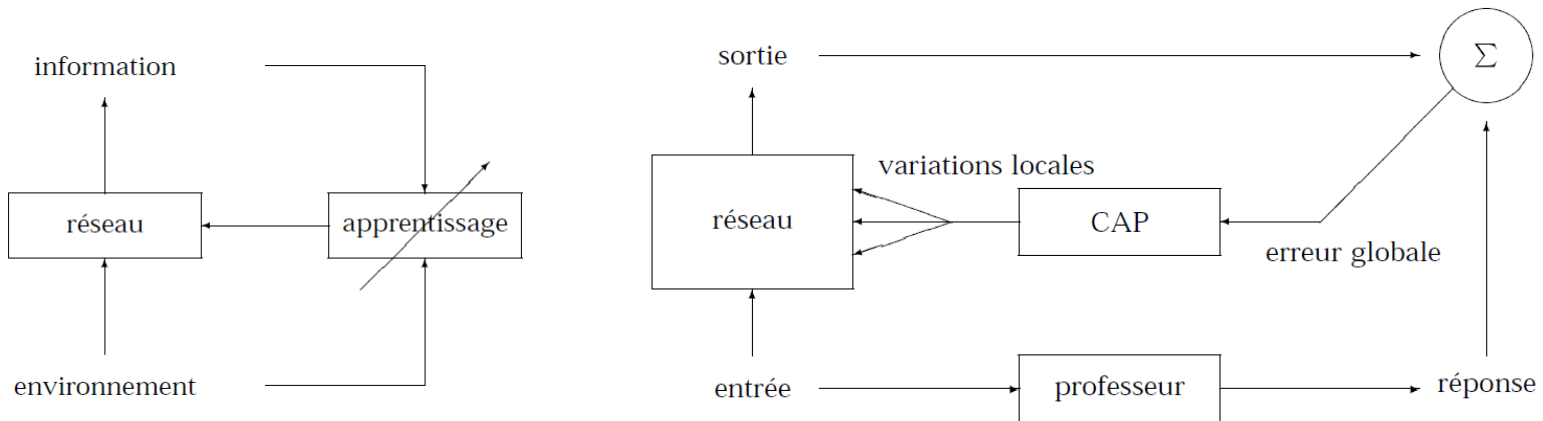 information
réseau
apprentissage
environnement
sortie
Σ
variations locales
réseau
CAP
erreur globale
entrée
professeur
réponse